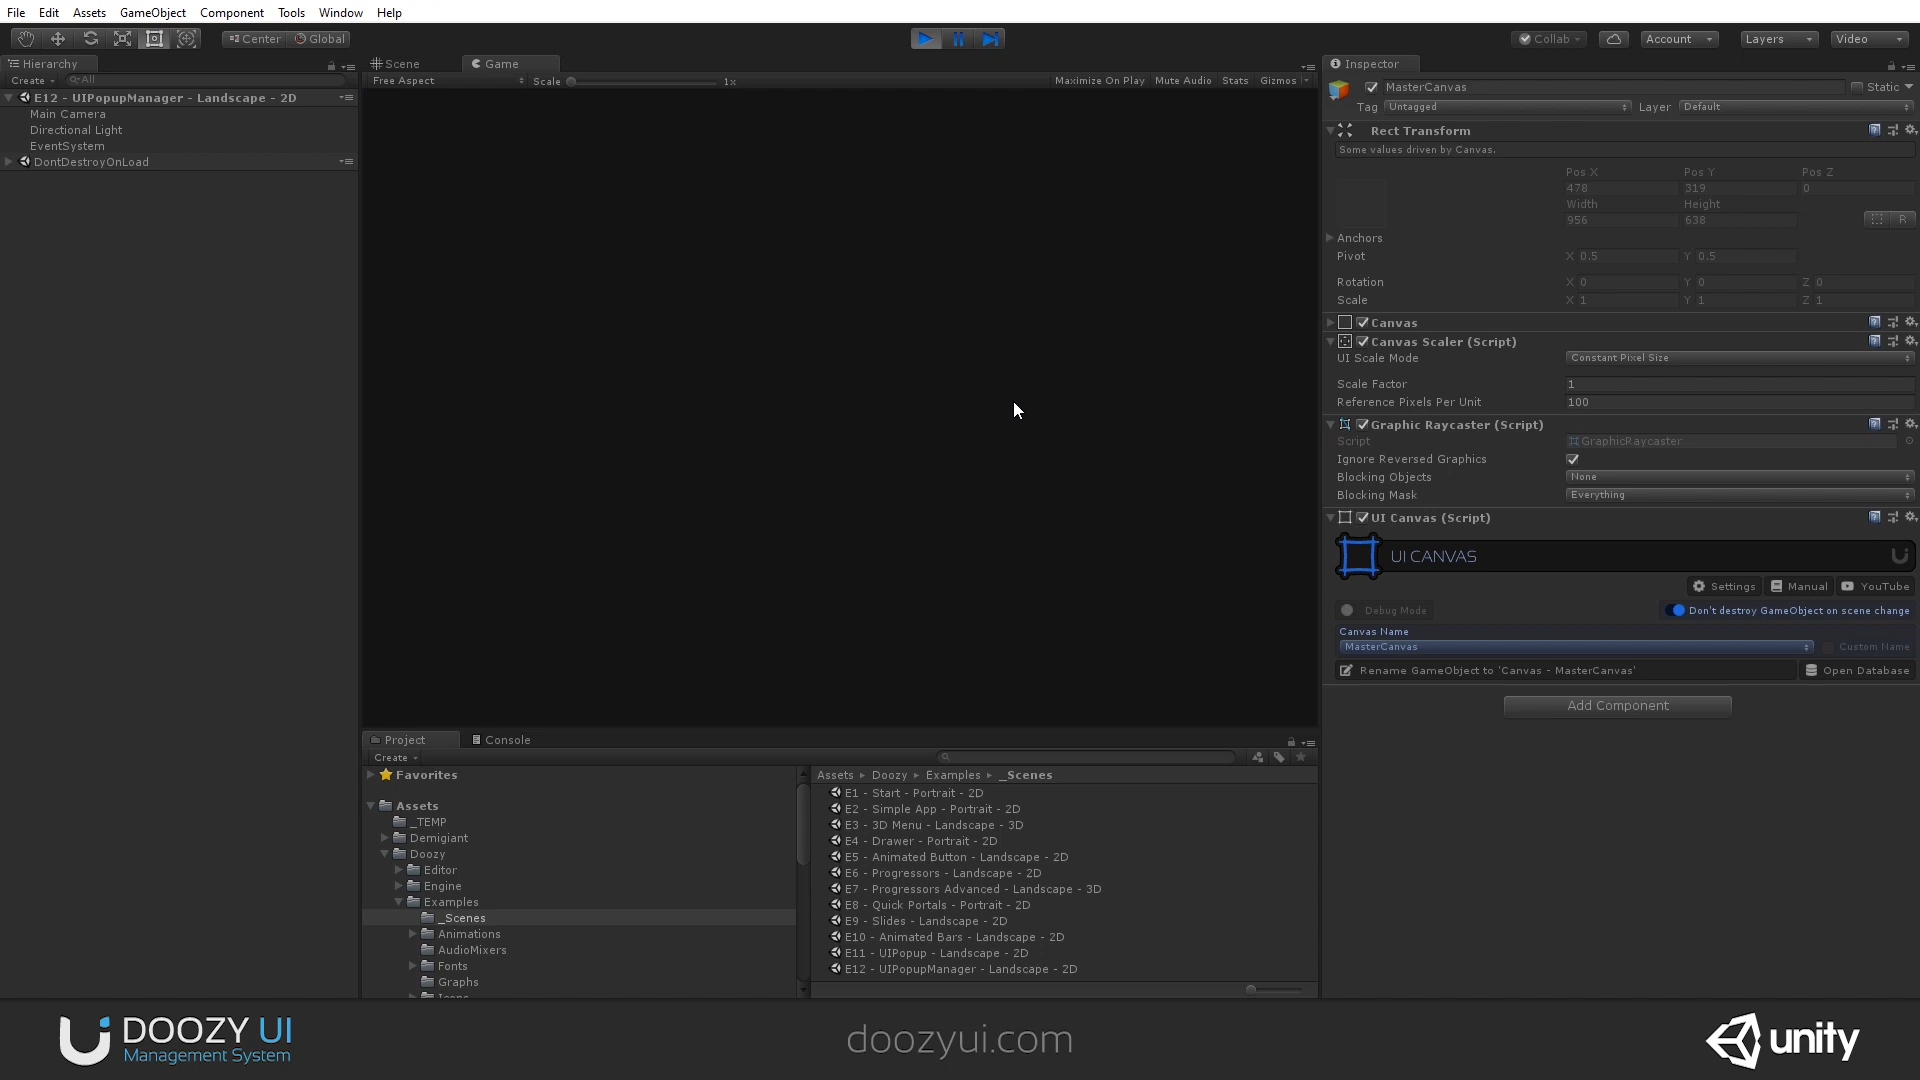 File Edit Assets GameObject Component Tools Window Help
Center Global Collab Account Layers Video
Hierarchy
Create All
E12 - UIPopupManager - Landscape - 2D
Main Camera
Directional Light
EventSystem
DontDestroyOnLoad
Scene Game
Free Aspect Scale 1x Maximize On Play Mute Audio Stats Gizmos
Project Console
Create
Favorites
Assets
_TEMP
Demigiant
Doozy
Editor
Engine
Examples
_Scenes
Animations
AudioMixers
Fonts
Graphs
Icons
Assets Doozy Examples _Scenes
E1 - Start - Portrait - 2D
E2 - Simple App - Portrait - 2D
E3 - 3D Menu - Landscape - 3D
E4 - Drawer - Portrait - 2D
E5 - Animated Button - Landscape - 2D
E6 - Progressors - Landscape - 2D
E7 - Progressors Advanced - Landscape - 3D
E8 - Quick Portals - Portrait - 2D
E9 - Slides - Landscape - 2D
E10 - Animated Bars - Landscape - 2D
E11 - UIPopup - Landscape - 2D
E12 - UIPopupManager - Landscape - 2D
Inspector
MasterCanvas Static
Tag Untagged Layer Default
Rect Transform
Some values driven by Canvas.
Pos X Pos Y Pos Z
478 319 0
Width Height
956 638 R
Anchors
Pivot X 0.5 Y 0.5
Rotation X 0 Y 0 Z 0
Scale X 1 Y 1 Z 1
Canvas
Canvas Scaler (Script)
UI Scale Mode Constant Pixel Size
Scale Factor 1
Reference Pixels Per Unit 100
Graphic Raycaster (Script)
Script GraphicRaycaster
Ignore Reversed Graphics
Blocking Objects None
Blocking Mask Everything
UI Canvas (Script)
UI CANVAS
Settings Manual YouTube
Debug Mode Don't destroy GameObject on scene change
Canvas Name
MasterCanvas Custom Name
Rename GameObject to 'Canvas - MasterCanvas' Open Database
Add Component
DOOZY UI
Management System
doozyui.com
unity